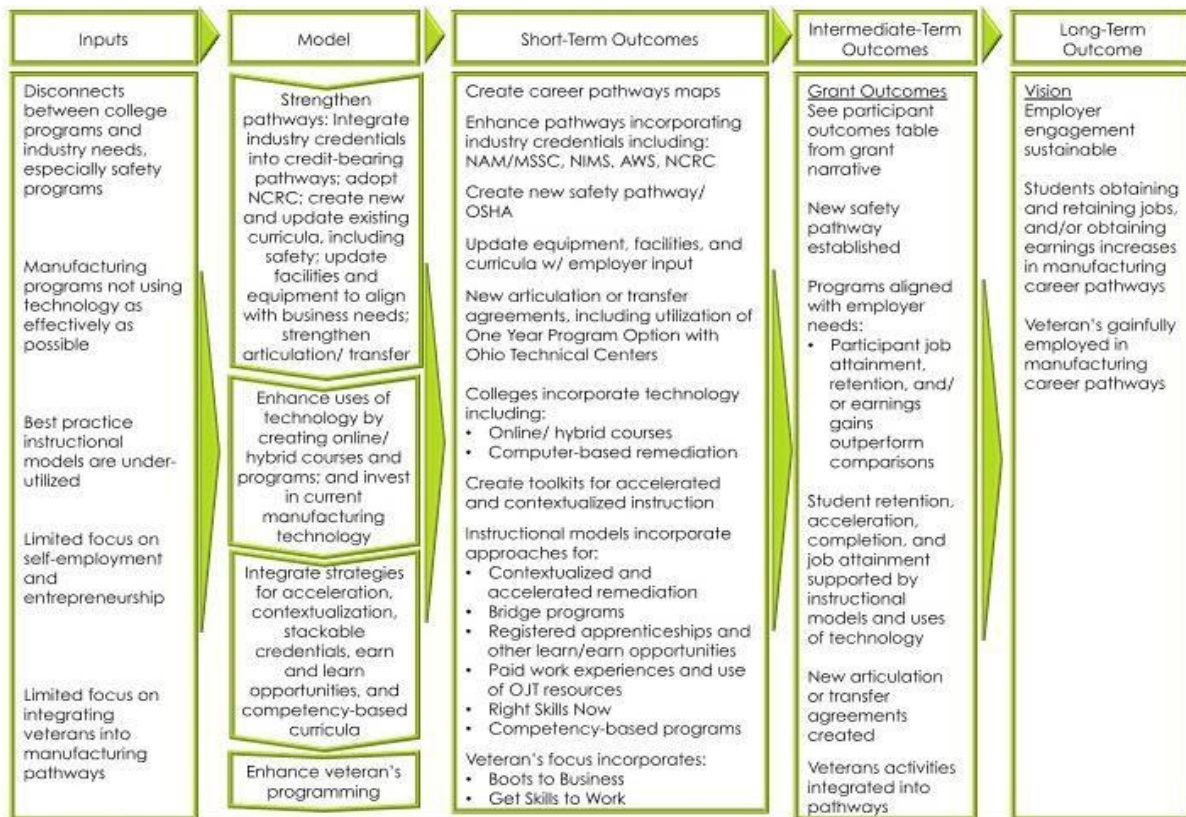 Inputs
Model
Short-Term Outcomes
Intermediate-Term
Outcomes
Long-Term
Outcome
Disconnects
between college
programs and
industry needs,
especially safety
programs
Manufacturing
programs not using
technology as
effectively as
possible
Best practice
instructional
models are under-
utilized
Limited focus on
self-employment
and
entrepreneurship
Limited focus on
integrating
veterans into
manufacturing
pathways
Strengthen
pathways: Integrate
industry credentials
into credit-bearing
pathways; adopt
NCRC; create new
and update existing
curricula, including
safety; update
facilities and
equipment to align
with business needs;
strengthen
articulation/ transfer
Enhance uses of
technology by
creating online/
hybrid courses and
programs; and invest
in current
manufacturing
technology
Integrate strategies
for acceleration,
contextualization,
stackable
credentials, earn and
learn
opportunities, and
competency-based
curricula
Enhance veteran's
programming
Create career pathways maps
Enhance pathways incorporating
industry credentials including:
NAM/MSSC, NIMS, AWS, NCRC
Create new safety pathway/
OSHA
Update equipment, facilities, and
curricula w/ employer input
New articulation or transfer
agreements, including utilization of
One Year Program Option with
Ohio Technical Centers
Colleges incorporate technology
including:
• Online/ hybrid courses
• Computer-based remediation
Create toolkits for accelerated
and contextualized instruction
Instructional models incorporate
approaches for:
• Contextualized and
accelerated remediation
• Bridge programs
• Registered apprenticeships and
other learn/earn opportunities
• Paid work experiences and use
of OJT resources
• Right Skills Now
• Competency-based programs
Veteran's focus incorporates:
• Boots to Business
• Get Skills to Work
Grant Outcomes
See participant
outcomes table
from grant
narrative
New safety
pathway
established
Programs aligned
with employer
needs:
• Participant job
attainment,
retention, and/
or earnings
gains
outperform
comparisons
Student retention,
acceleration,
completion, and
job attainment
supported by
instructional
models and uses
of technology
New articulation
or transfer
agreements
created
Veterans activities
integrated into
pathways
Vision
Employer
engagement
sustainable
Students obtaining
and retaining jobs,
and/or obtaining
earnings increases
in manufacturing
career pathways
Veteran's gainfully
employed in
manufacturing
career pathways